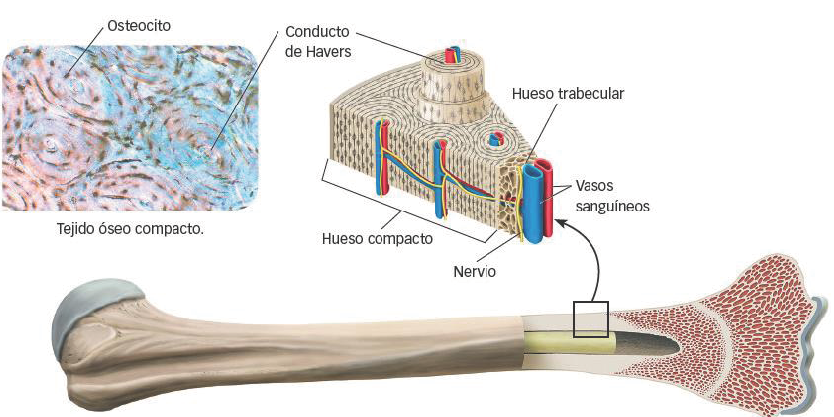 Osteocito
Conducto
de Havers
Hueso trabecular
Vasos
sanguíneos
Tejido óseo compacto.
Hueso compacto
Nervio